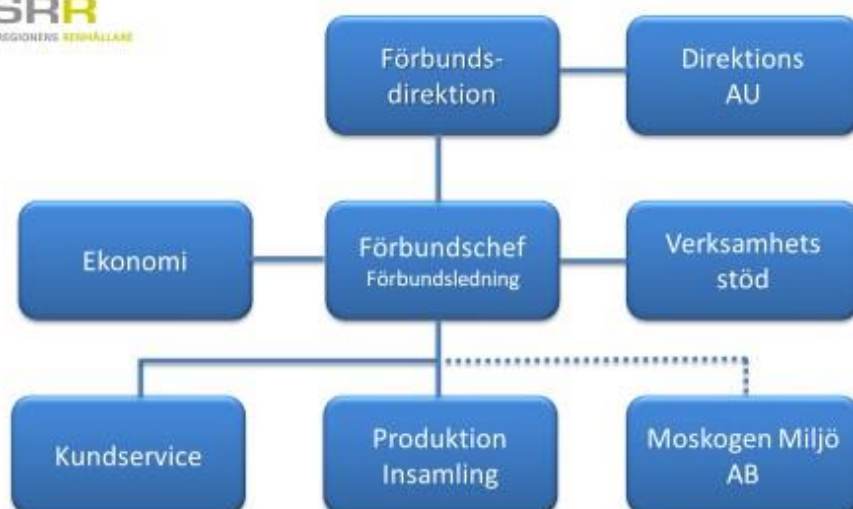 SRR
REGIONENS RENHÅLLARE
Förbunds-
direktion
Direktions
AU
Ekonomi
Förbundschef
Förbundsledning
Verksamhets
stöd
Kundservice
Produktion
Insamling
Moskogen Miljö
AB